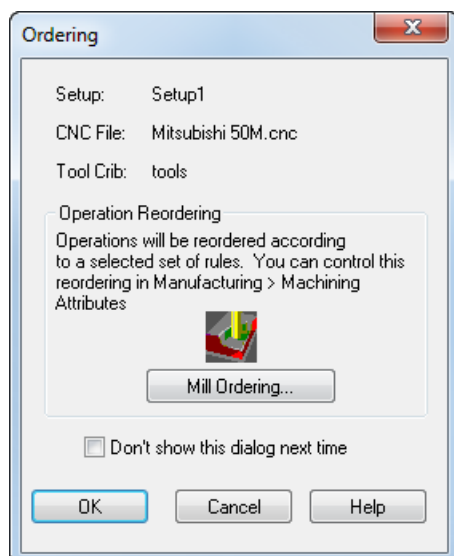 Ordering
Setup: Setup1
CNC File: Mitsubishi 50M.cnc
Tool Crib: tools
Operation Reordering
Operations will be reordered according
to a selected set of rules. You can control this
reordering in Manufacturing > Machining
Attributes
Mill Ordering...
Don't show this dialog next time
OK Cancel Help